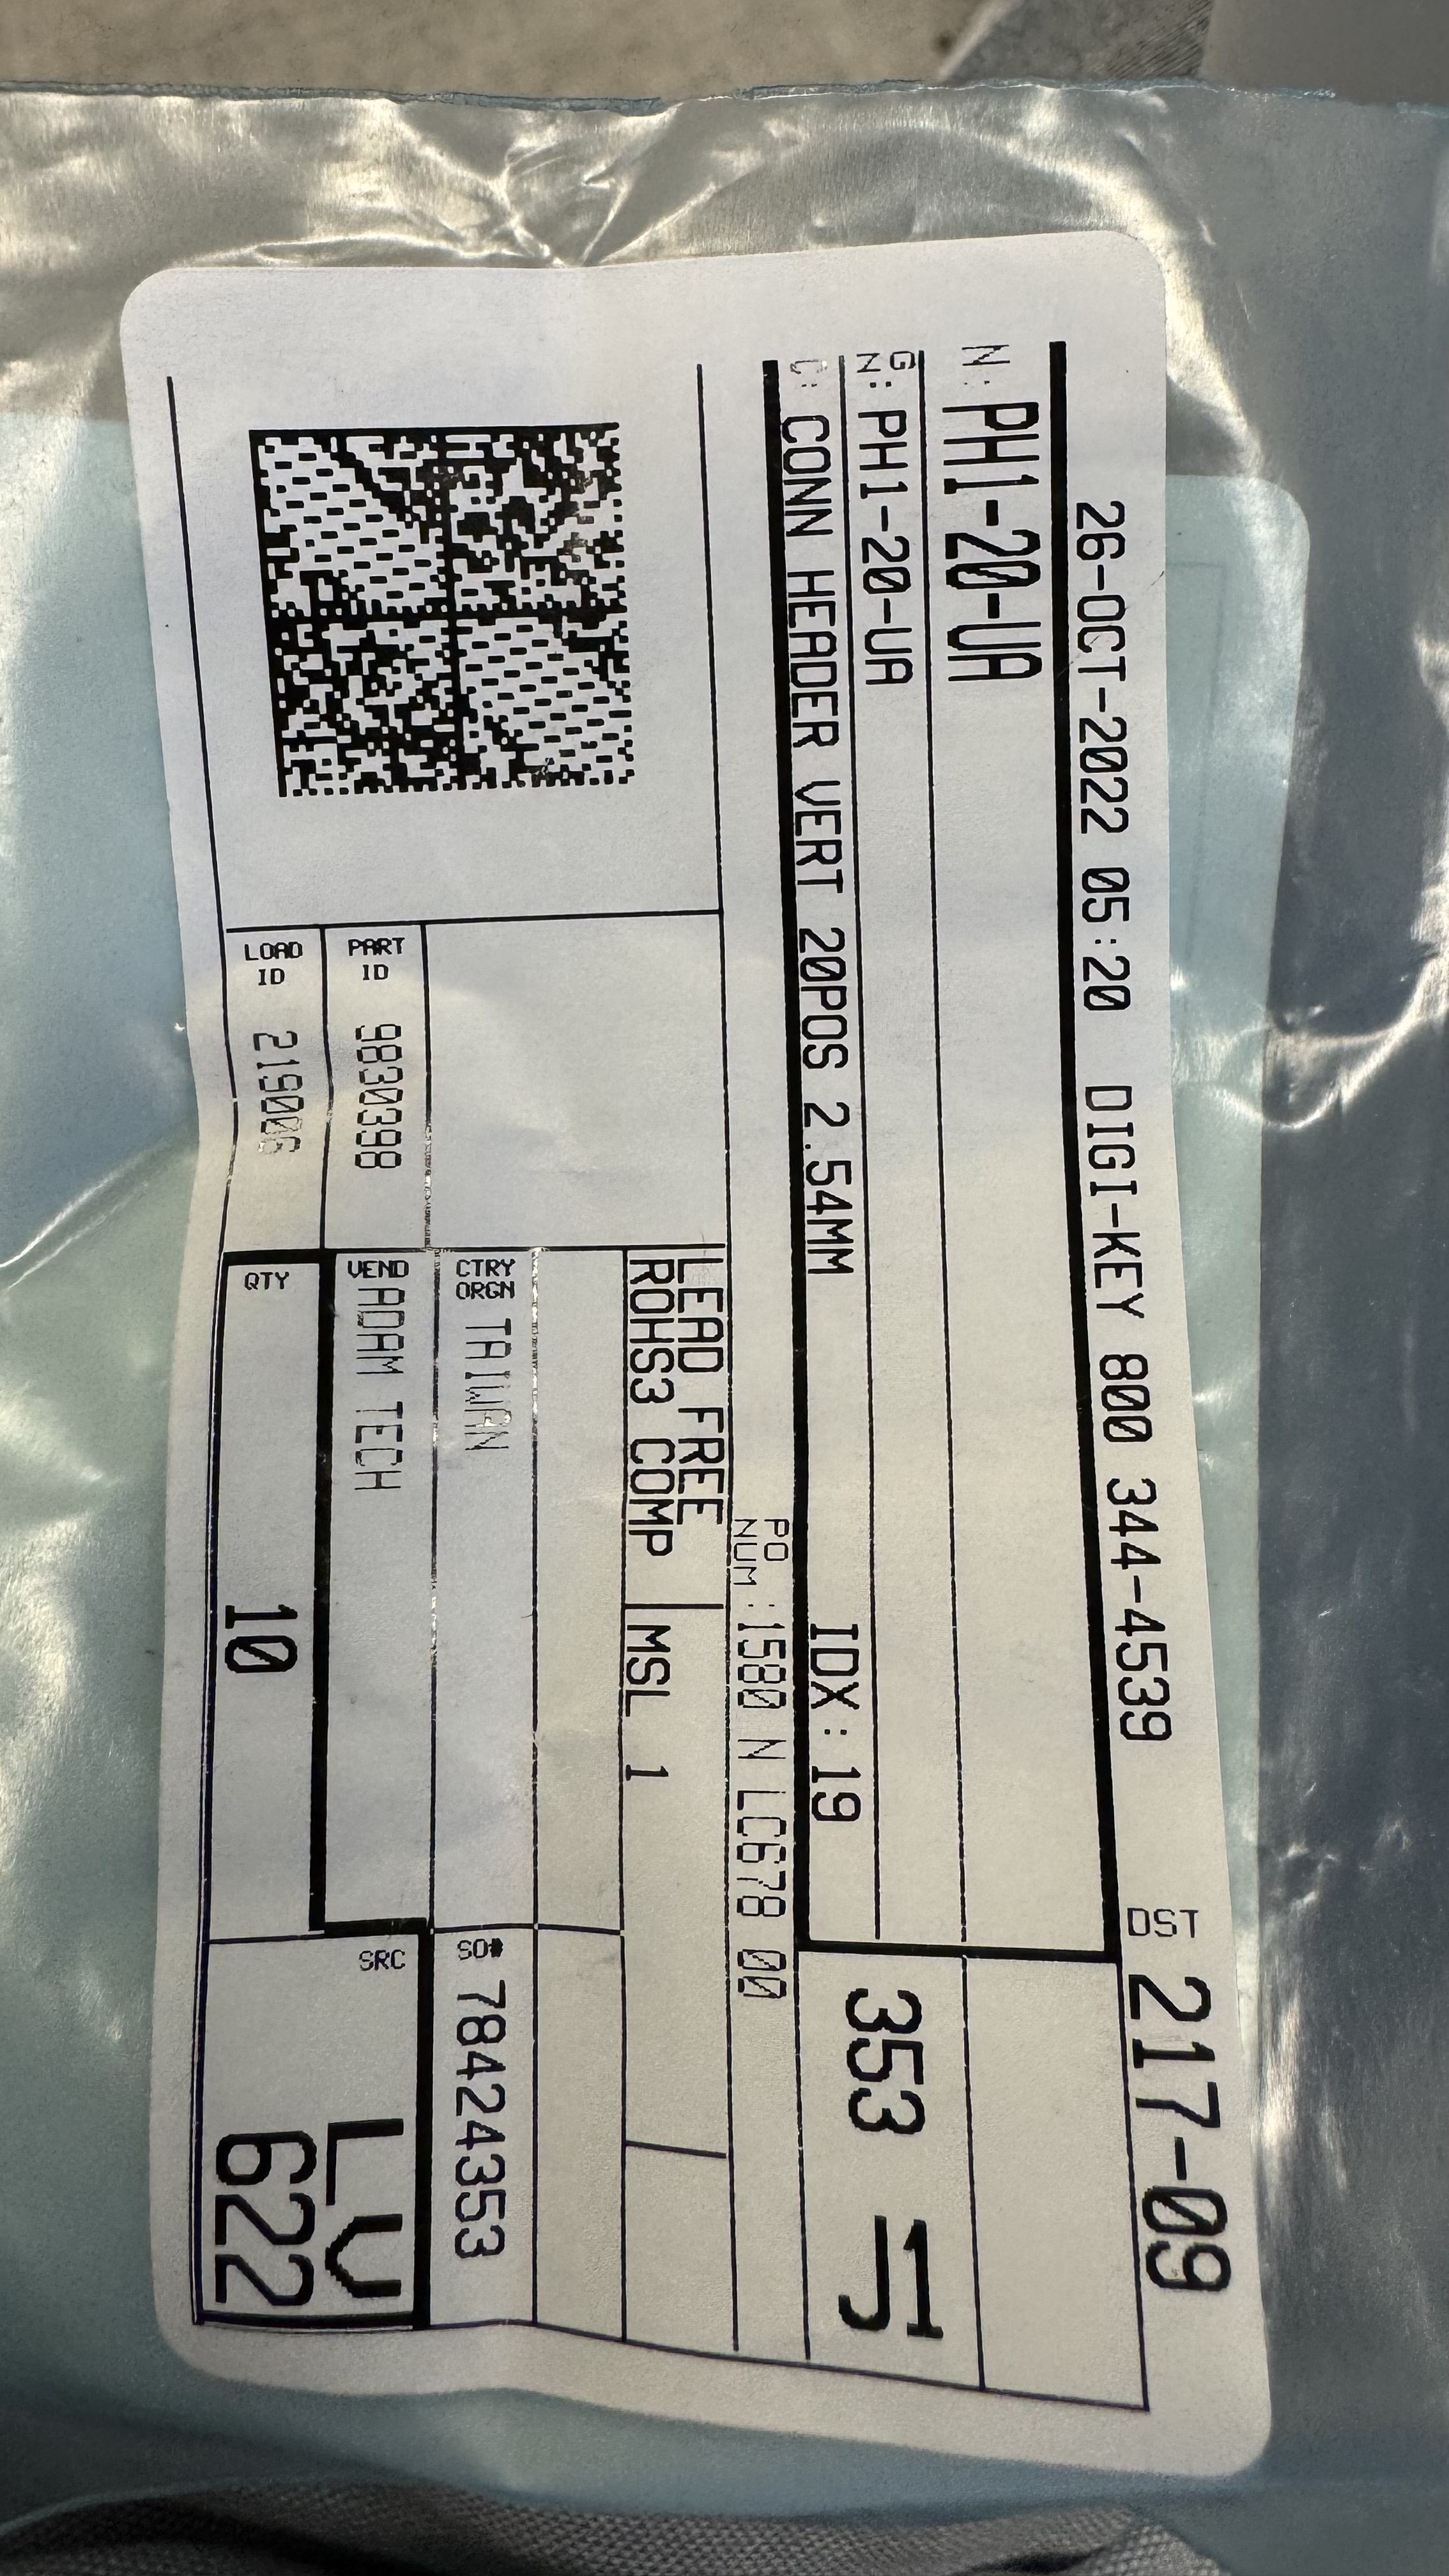 26-OCT-2022 05:20 DIGI-KEY 800 344-4539 DST 217-09
N: PH1-20-UA
G
N: PH1-20-UA
353 J1
C: CONN HEADER VERT 20POS 2.54MM IDX:19
PO
NUM :1580 N LC678 00
LEAD FREE
ROHS3 COMP MSL 1
CTRY
ORGN TAIWAN
SO# 78424353
PART
ID 9830398
VEND ADAM TECH
SRC LV
622
LOAD
ID 219006
QTY 10